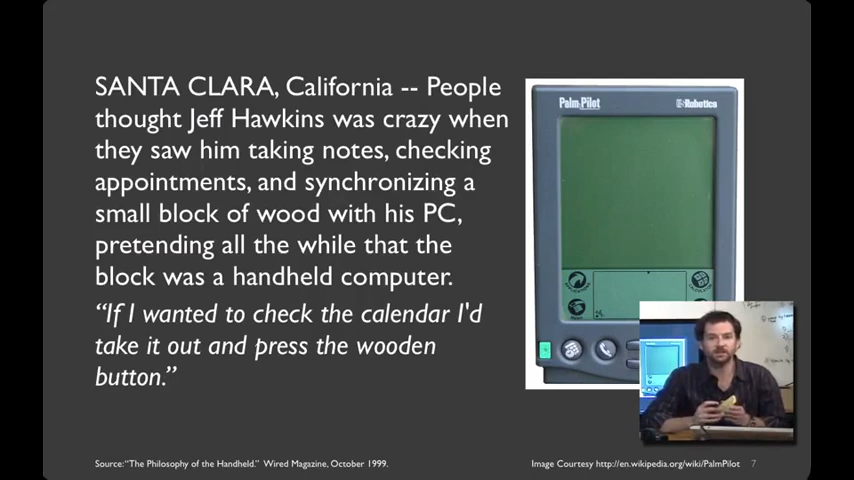 SANTA CLARA, California -- People
thought Jeff Hawkins was crazy when
they saw him taking notes, checking
appointments, and synchronizing a
small block of wood with his PC,
pretending all the while that the
block was a handheld computer.
“If I wanted to check the calendar I'd
take it out and press the wooden
button.”
PalmPilot
Robotics
Source: “The Philosophy of the Handheld.” Wired Magazine, October 1999.
Image Courtesy http://en.wikipedia.org/wiki/PalmPilot 7